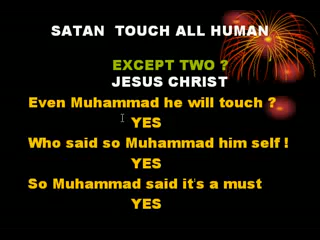 SATAN TOUCH ALL HUMAN
EXCEPT TWO ?
JESUS CHRIST
Even Muhammad he will touch ?
YES
Who said so Muhammad him self !
YES
So Muhammad said it's a must
YES